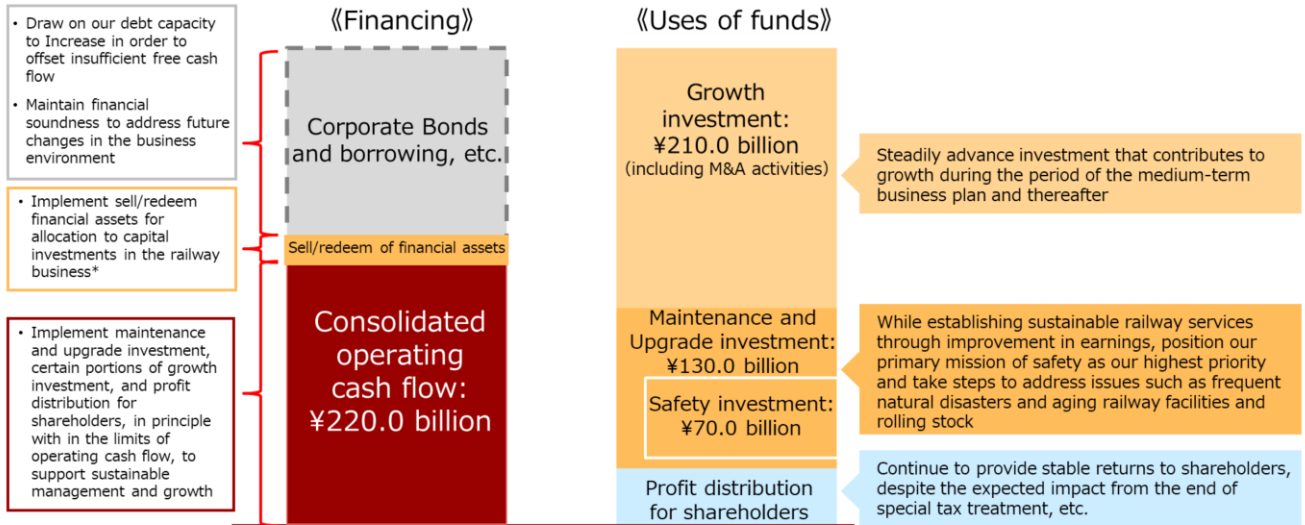 • Draw on our debt capacity
to Increase in order to
offset insufficient free cash
flow
• Maintain financial
soundness to address future
changes in the business
environment
• Implement sell/redeem
financial assets for
allocation to capital
investments in the railway
business*
• Implement maintenance
and upgrade investment,
certain portions of growth
investment, and profit
distribution for
shareholders, in principle
with in the limits of
operating cash flow, to
support sustainable
management and growth
《Financing》
Corporate Bonds
and borrowing, etc.
Sell/redeem of financial assets
Consolidated
operating
cash flow:
¥220.0 billion
《Uses of funds》
Growth
investment:
¥210.0 billion
(including M&A activities)
Maintenance and
Upgrade investment:
¥130.0 billion
Safety investment:
¥70.0 billion
Profit distribution
for shareholders
Steadily advance investment that contributes to
growth during the period of the medium-term
business plan and thereafter
While establishing sustainable railway services
through improvement in earnings, position our
primary mission of safety as our highest priority
and take steps to address issues such as frequent
natural disasters and aging railway facilities and
rolling stock
Continue to provide stable returns to shareholders,
despite the expected impact from the end of
special tax treatment, etc.